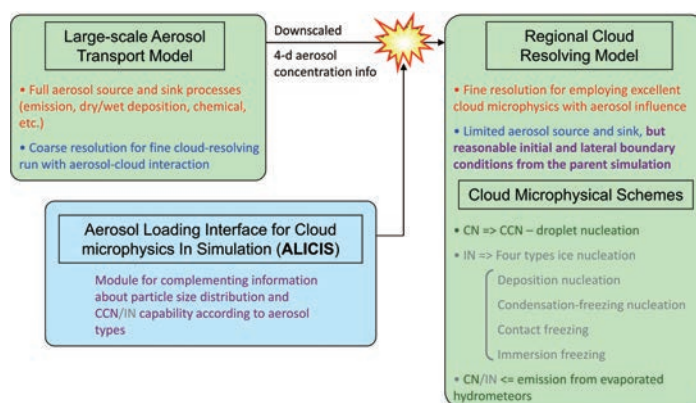 Large-scale Aerosol
Transport Model
• Full aerosol source and sink processes
(emission, dry/wet deposition, chemical,
etc.)
• Coarse resolution for fine cloud-resolving
run with aerosol-cloud interaction
Downscaled
4-d aerosol
concentration info
Aerosol Loading Interface for Cloud
microphysics In Simulation (ALICIS)
Module for complementing information
about particle size distribution and
CCN/IN capability according to aerosol
types
Regional Cloud
Resolving Model
• Fine resolution for employing excellent
cloud microphysics with aerosol influence
• Limited aerosol source and sink, but
reasonable initial and lateral boundary
conditions from the parent simulation
Cloud Microphysical Schemes
• CN => CCN – droplet nucleation
• IN => Four types ice nucleation
Deposition nucleation
Condensation-freezing nucleation
Contact freezing
Immersion freezing
• CN/IN <= emission from evaporated
hydrometeors